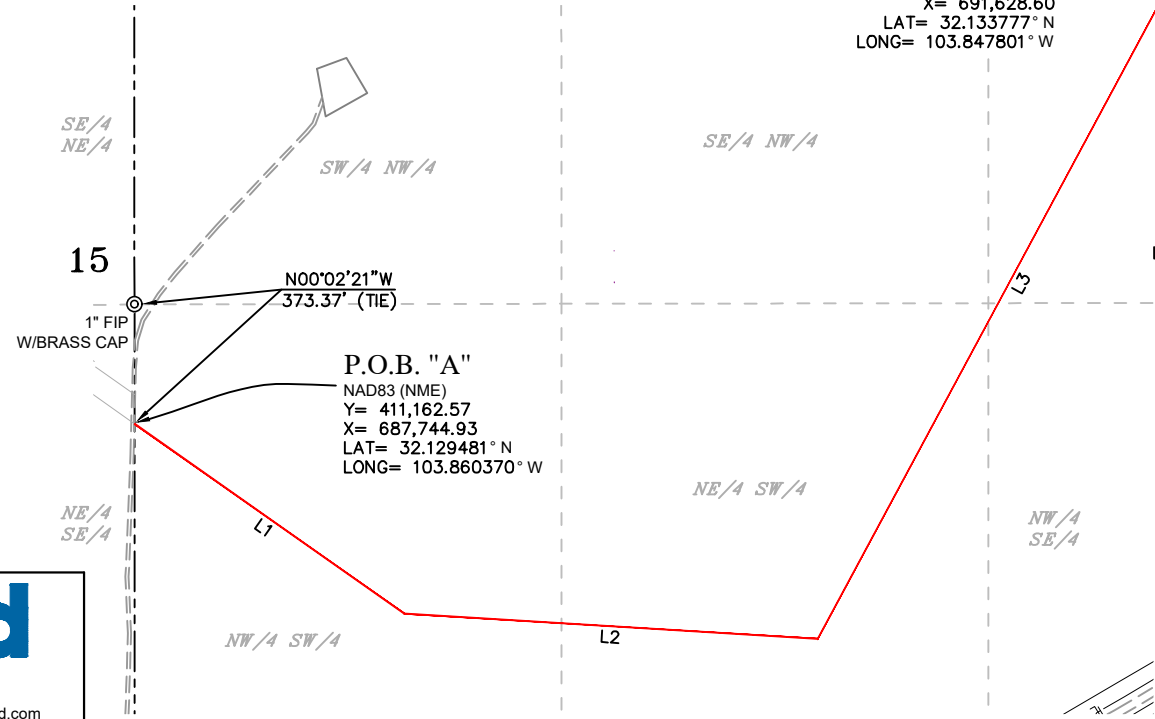 X= 691,628.60
LAT= 32.133777° N
LONG= 103.847801° W
SE/4
NE/4
SW/4 NW/4
SE/4 NW/4
15
N00°02'21"W
373.37' (TIE)
1" FIP
W/BRASS CAP
L3
P.O.B. "A"
NAD83 (NME)
Y= 411,162.57
X= 687,744.93
LAT= 32.129481° N
LONG= 103.860370° W
NE/4 SW/4
NE/4
SE/4
L1
NW/4
SE/4
NW/4 SW/4
L2
d
d.com